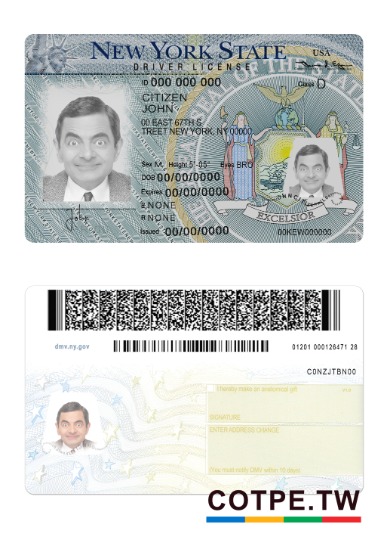 NEW YORK STATE USA
DRIVER LICENSE
ID 000 000 000
Class D
CITIZEN
JOHN
00 EAST 67TH S
TREET NEW YORK, NY 00000
Sex M Height 5'-05" Eyes BRO
DOB 00/00/0000
Expires 00/00/0000
E NONE
R NONE
Issued 00/00/0000
EXCELSIOR
00KEW000000
dmv.ny.gov
01201 000126471 28
C0NZJTBN00
I hereby make an anatomical gift
SIGNATURE
ENTER ADDRESS CHANGE
(You must notify DMV within 10 days)
COTPE.TW